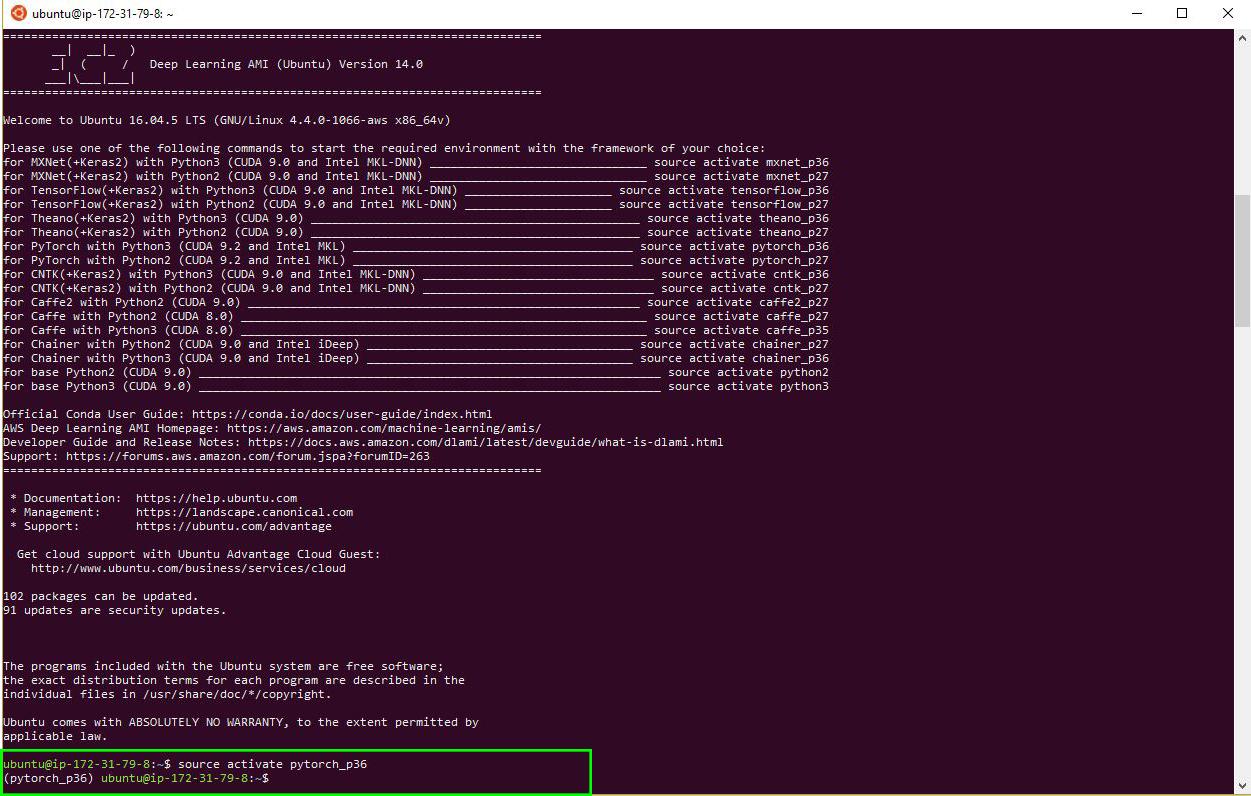 ubuntu@ip-172-31-79-8: ~
=============================================================================
       __|  __|_  )
       _|  (     /   Deep Learning AMI (Ubuntu) Version 14.0
      ___|\___|___|
=============================================================================
Welcome to Ubuntu 16.04.5 LTS (GNU/Linux 4.4.0-1066-aws x86_64v)
Please use one of the following commands to start the required environment with the framework of your choice:
for MXNet(+Keras2) with Python3 (CUDA 9.0 and Intel MKL-DNN) _______________________________ source activate mxnet_p36
for MXNet(+Keras2) with Python2 (CUDA 9.0 and Intel MKL-DNN) _______________________________ source activate mxnet_p27
for TensorFlow(+Keras2) with Python3 (CUDA 9.0 and Intel MKL-DNN) _____________________ source activate tensorflow_p36
for TensorFlow(+Keras2) with Python2 (CUDA 9.0 and Intel MKL-DNN) _____________________ source activate tensorflow_p27
for Theano(+Keras2) with Python3 (CUDA 9.0) _______________________________________________ source activate theano_p36
for Theano(+Keras2) with Python2 (CUDA 9.0) _______________________________________________ source activate theano_p27
for PyTorch with Python3 (CUDA 9.2 and Intel MKL) ________________________________________ source activate pytorch_p36
for PyTorch with Python2 (CUDA 9.2 and Intel MKL) ________________________________________ source activate pytorch_p27
for CNTK(+Keras2) with Python3 (CUDA 9.0 and Intel MKL-DNN) _________________________________ source activate cntk_p36
for CNTK(+Keras2) with Python2 (CUDA 9.0 and Intel MKL-DNN) _________________________________ source activate cntk_p27
for Caffe2 with Python2 (CUDA 9.0) ________________________________________________________ source activate caffe2_p27
for Caffe with Python2 (CUDA 8.0) __________________________________________________________ source activate caffe_p27
for Caffe with Python3 (CUDA 8.0) __________________________________________________________ source activate caffe_p35
for Chainer with Python2 (CUDA 9.0 and Intel iDeep) ______________________________________ source activate chainer_p27
for Chainer with Python3 (CUDA 9.0 and Intel iDeep) ______________________________________ source activate chainer_p36
for base Python2 (CUDA 9.0) __________________________________________________________________ source activate python2
for base Python3 (CUDA 9.0) __________________________________________________________________ source activate python3
Official Conda User Guide: https://conda.io/docs/user-guide/index.html
AWS Deep Learning AMI Homepage: https://aws.amazon.com/machine-learning/amis/
Developer Guide and Release Notes: https://docs.aws.amazon.com/dlami/latest/devguide/what-is-dlami.html
Support: https://forums.aws.amazon.com/forum.jspa?forumID=263
=============================================================================
 * Documentation:  https://help.ubuntu.com
 * Management:     https://landscape.canonical.com
 * Support:        https://ubuntu.com/advantage
  Get cloud support with Ubuntu Advantage Cloud Guest:
    http://www.ubuntu.com/business/services/cloud
102 packages can be updated.
91 updates are security updates.
The programs included with the Ubuntu system are free software;
the exact distribution terms for each program are described in the
individual files in /usr/share/doc/*/copyright.
Ubuntu comes with ABSOLUTELY NO WARRANTY, to the extent permitted by
applicable law.
ubuntu@ip-172-31-79-8:~$ source activate pytorch_p36
(pytorch_p36) ubuntu@ip-172-31-79-8:~$